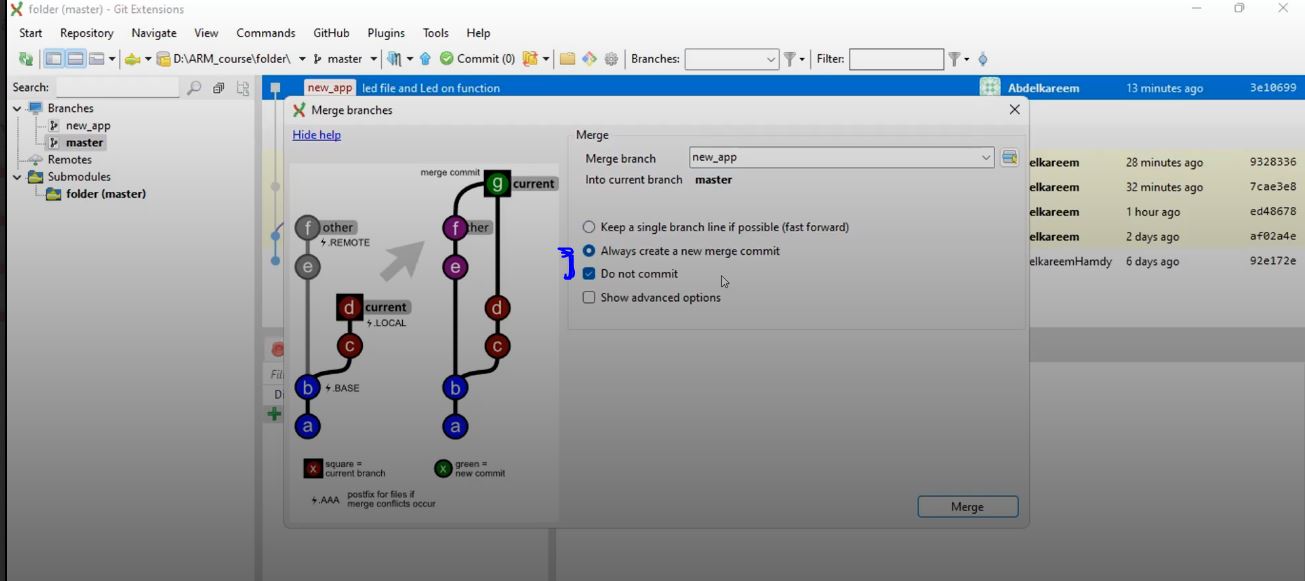 folder (master) - Git Extensions
Start Repository Navigate View Commands GitHub Plugins Tools Help
D:\ARM_course\folder\ master Commit (0) Branches: Filter:
Search:
new_app led file and Led on function Abdelkareem 13 minutes ago 3e10699
Branches
new_app
master
Remotes
Submodules
folder (master)
Merge branches
Hide help
merge commit
g current
f other
⚡.REMOTE
e
d current
⚡.LOCAL
c
b ⚡.BASE
a
f ther
e
d
c
b
a
x square =
current branch
x green =
new commit
⚡.AAA postfix for files if
merge conflicts occur
Merge
Merge branch new_app
Into current branch master
Keep a single branch line if possible (fast forward)
Always create a new merge commit
Do not commit
Show advanced options
Merge
elkareem 28 minutes ago 9328336
elkareem 32 minutes ago 7cae3e8
elkareem 1 hour ago ed48678
elkareem 2 days ago af02a4e
elkareemHamdy 6 days ago 92e172e
Fil
D